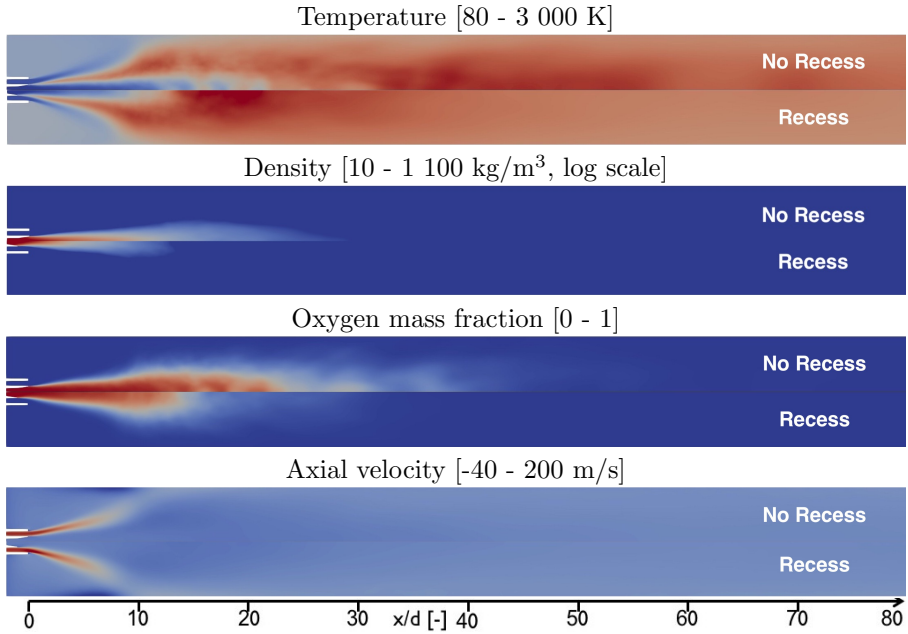 Temperature [80 - 3 000 K]
No Recess
Recess
Density [10 - 1 100 kg/m³, log scale]
No Recess
Recess
Oxygen mass fraction [0 - 1]
No Recess
Recess
Axial velocity [-40 - 200 m/s]
No Recess
Recess
0 10 20 30 x/d [-] 40 50 60 70 80